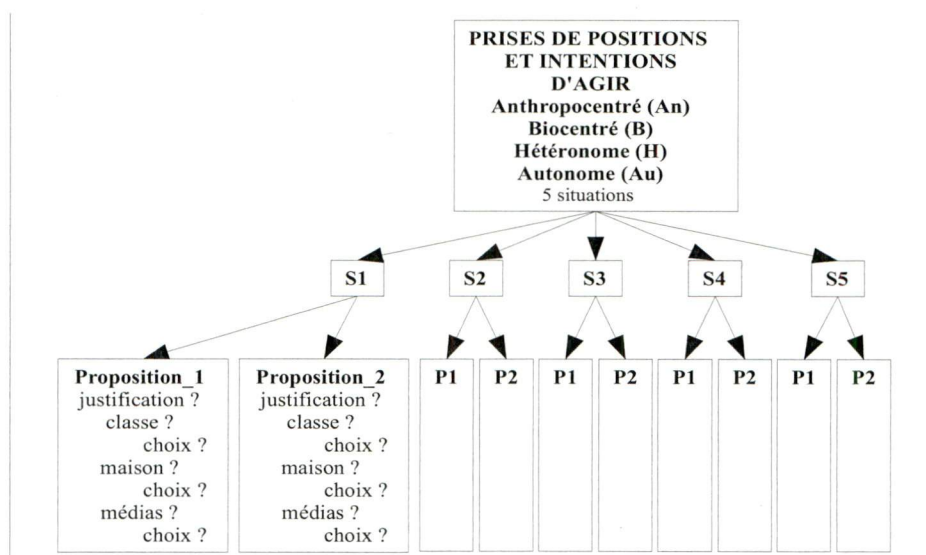 PRISES DE POSITIONS
ET INTENTIONS
D'AGIR
Anthropocentré (An)
Biocentré (B)
Hétéronome (H)
Autonome (Au)
5 situations
S1 S2 S3 S4 S5
Proposition_1
justification ?
classe ?
choix ?
maison ?
choix ?
médias ?
choix ?
Proposition_2
justification ?
classe ?
choix ?
maison ?
choix ?
médias ?
choix ?
P1 P2 P1 P2 P1 P2 P1 P2